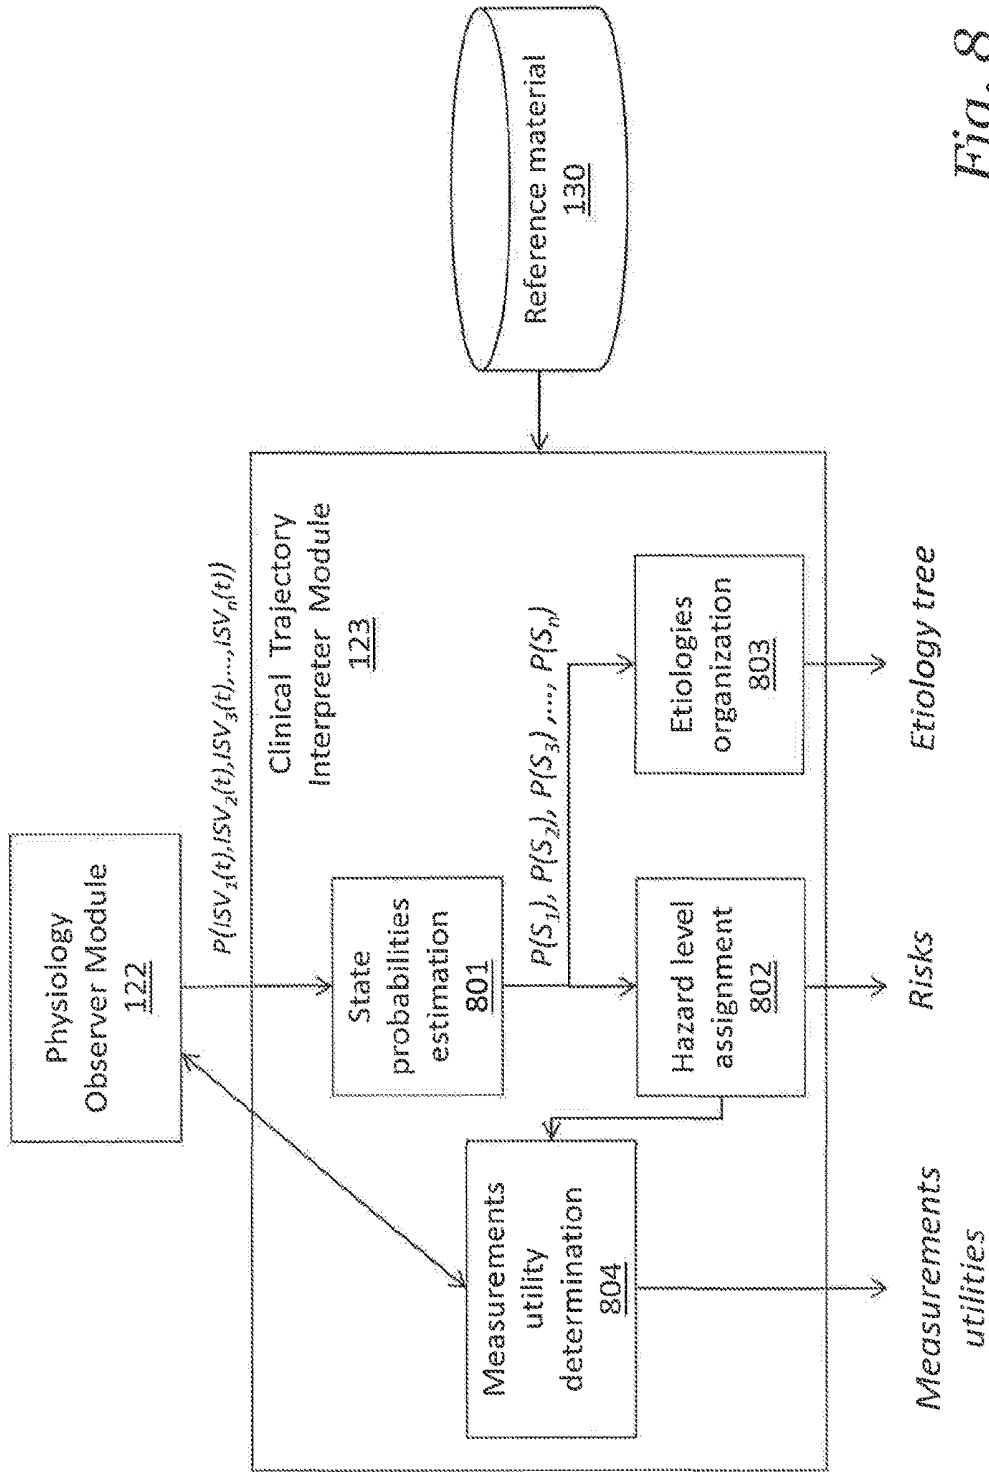 Physiology
Observer Module
122
P(ISV₁(t),ISV₂(t),ISV₃(t),...,ISVₙ(t))
Clinical Trajectory
Interpreter Module
123
State
probabilities
estimation
801
P(S₁), P(S₂), P(S₃) ,..., P(Sₙ)
Measurements
utility
determination
804
Hazard level
assignment
802
Etiologies
organization
803
Reference material
130
Measurements
utilities
Risks
Etiology tree
Fig. 8